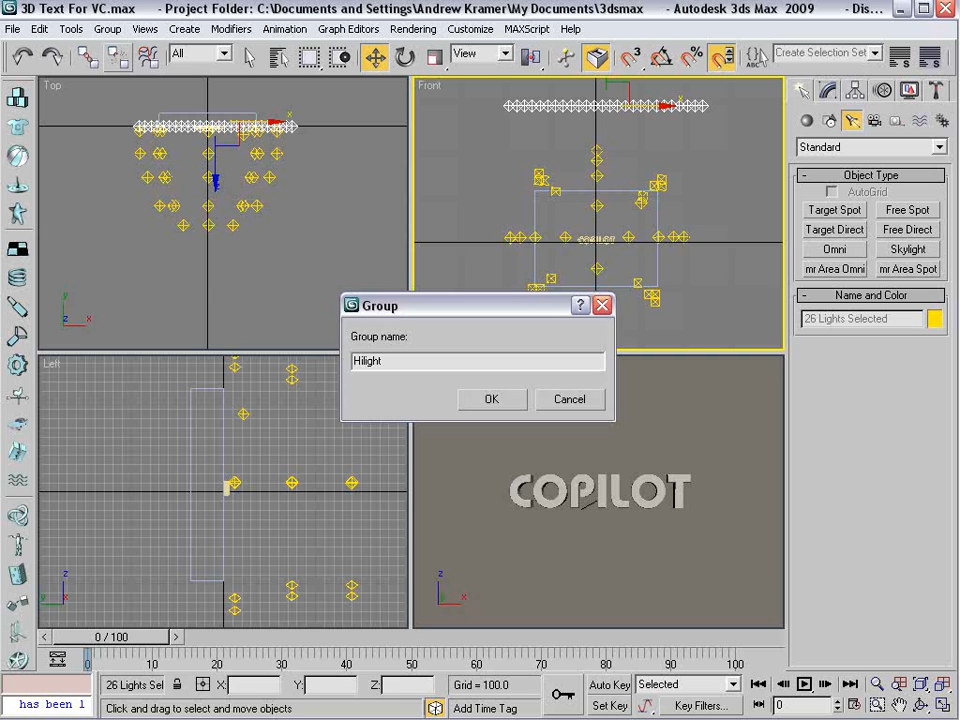 3D Text For VC.max - Project Folder: C:\Documents and Settings\Andrew Kramer\My Documents\3dsmax - Autodesk 3ds Max 2009 - Dis...
File Edit Tools Group Views Create Modifiers Animation Graph Editors Rendering Customize MAXScript Help
All View Create Selection Set
Top
Front
Standard
- Object Type
AutoGrid
Target Spot Free Spot
Target Direct Free Direct
Omni Skylight
mr Area Omni mr Area Spot
- Name and Color
26 Lights Selected
COPILOT
Group
Group name:
Hilight
OK Cancel
Left
COPILOT
0 / 100
0 10 20 30 40 50 60 70 80 90 100
26 Lights Sel X: Y: Z: Grid = 100.0 Auto Key Selected
has been l Click and drag to select and move objects Add Time Tag Set Key Key Filters... 0